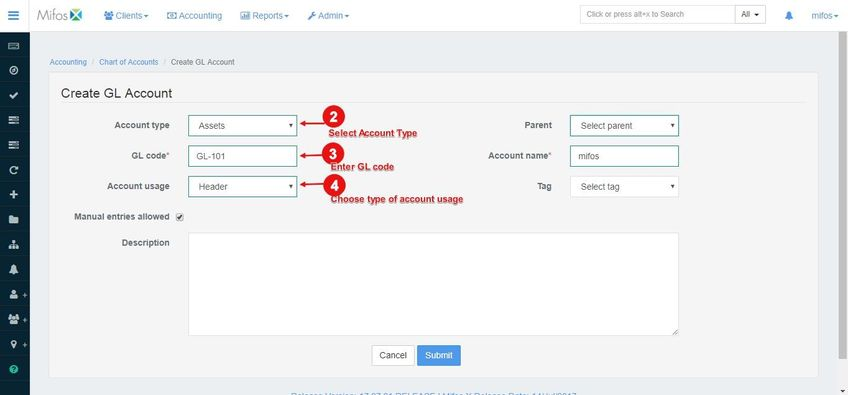 Mifos X Clients Accounting Reports Admin Click or press alt+x to Search All mifos
Accounting / Chart of Accounts / Create GL Account
Create GL Account
Account type Assets 2 Parent Select parent
Select Account Type
GL code* GL-101 3 Account name* mifos
Enter GL code
Account usage Header 4 Tag Select tag
Choose type of account usage
Manual entries allowed
Description
Cancel Submit